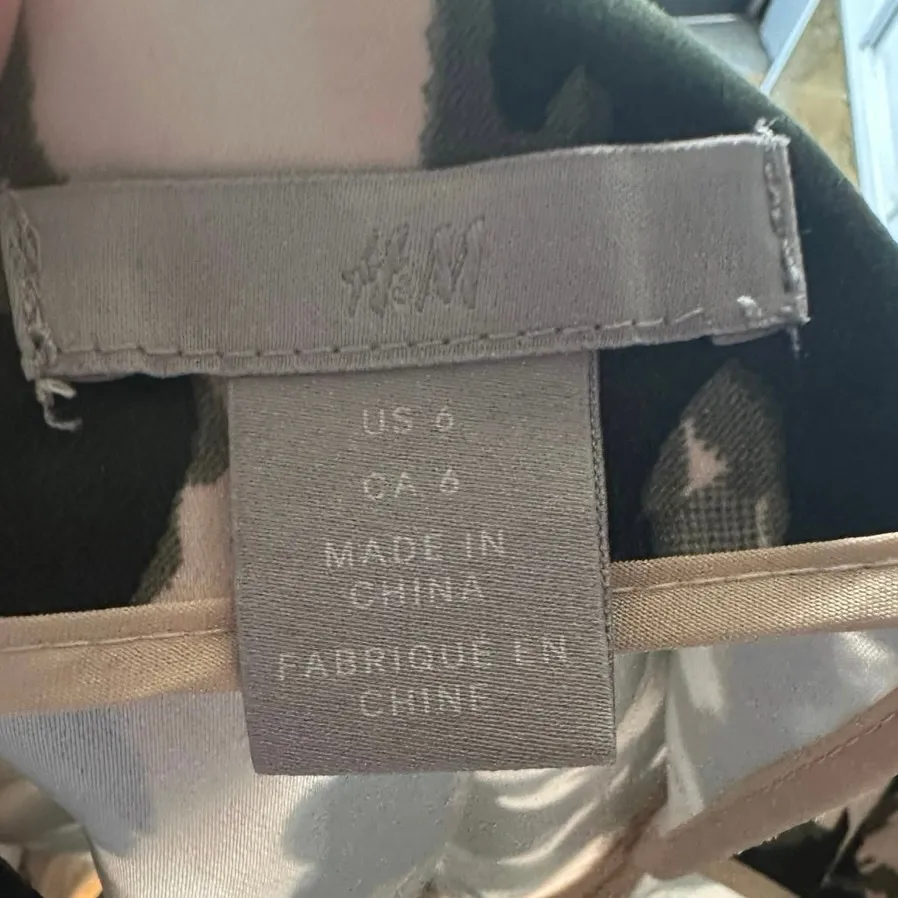 H&M
US 6
CA 6
MADE IN
CHINA
FABRIQUÉ EN
CHINE